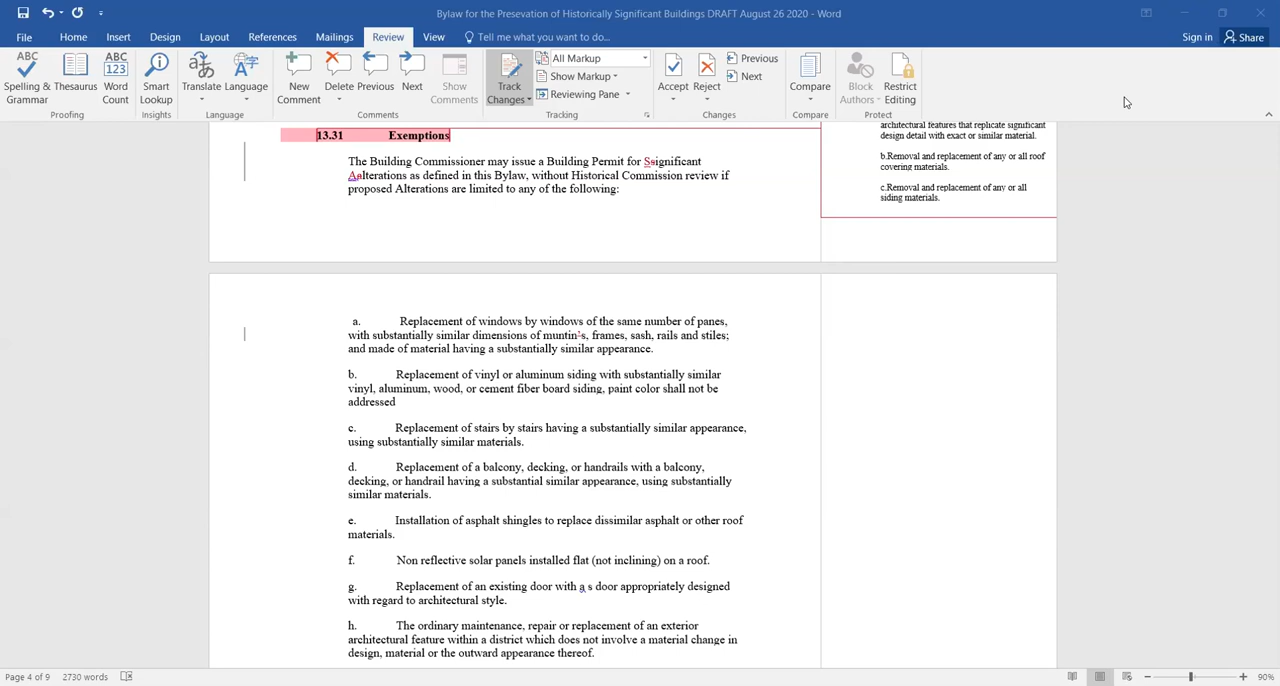 Bylaw for the Presevation of Historically Significant Buildings DRAFT August 26 2020 - Word
File Home Insert Design Layout References Mailings Review View Tell me what you want to do... Sign in Share
Spelling & Grammar
Thesaurus
Word Count
Proofing
Smart Lookup
Insights
Translate
Language
Language
New Comment
Delete
Previous
Next
Show Comments
Comments
Track Changes
All Markup
Show Markup
Reviewing Pane
Tracking
Accept
Reject
Previous
Next
Changes
Compare
Compare
Block Authors
Restrict Editing
Protect
13.31 Exemptions
The Building Commissioner may issue a Building Permit for Ssignificant
Aalterations as defined in this Bylaw, without Historical Commission review if
proposed Alterations are limited to any of the following:
architectural features that replicate significant
design detail with exact or similar material.
b.Removal and replacement of any or all roof
covering materials.
c.Removal and replacement of any or all
siding materials.
a. Replacement of windows by windows of the same number of panes,
with substantially similar dimensions of muntin's, frames, sash, rails and stiles;
and made of material having a substantially similar appearance.
b. Replacement of vinyl or aluminum siding with substantially similar
vinyl, aluminum, wood, or cement fiber board siding, paint color shall not be
addressed
c. Replacement of stairs by stairs having a substantially similar appearance,
using substantially similar materials.
d. Replacement of a balcony, decking, or handrails with a balcony,
decking, or handrail having a substantial similar appearance, using substantially
similar materials.
e. Installation of asphalt shingles to replace dissimilar asphalt or other roof
materials.
f. Non reflective solar panels installed flat (not inclining) on a roof.
g. Replacement of an existing door with a s door appropriately designed
with regard to architectural style.
h. The ordinary maintenance, repair or replacement of an exterior
architectural feature within a district which does not involve a material change in
design, material or the outward appearance thereof.
Page 4 of 9 2730 words 90%